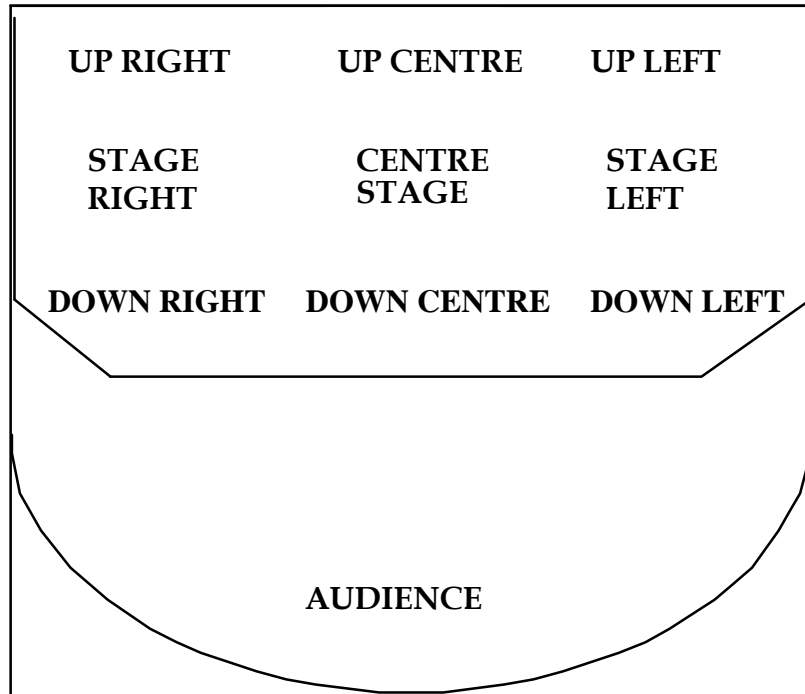 UP RIGHT UP CENTRE UP LEFT
STAGE CENTRE STAGE
RIGHT STAGE LEFT
DOWN RIGHT DOWN CENTRE DOWN LEFT
AUDIENCE